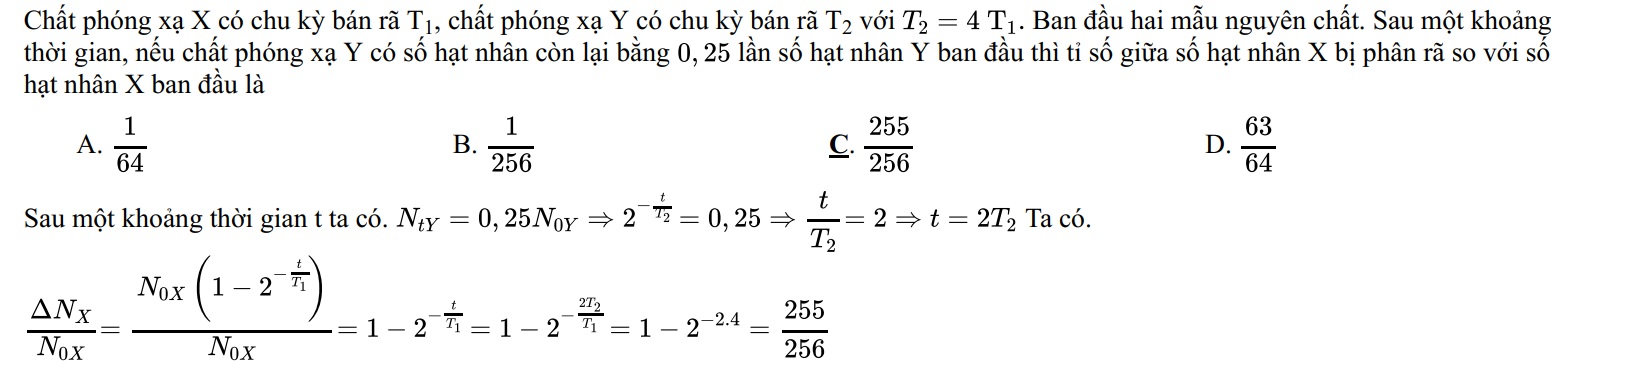 Chất phóng xạ X có chu kỳ bán rã T₁, chất phóng xạ Y có chu kỳ bán rã T₂ với $T_2 = 4\ \mathrm{T}_1$. Ban đầu hai mẫu nguyên chất. Sau một khoảng
thời gian, nếu chất phóng xạ Y có số hạt nhân còn lại bằng 0, 25 lần số hạt nhân Y ban đầu thì tỉ số giữa số hạt nhân X bị phân rã so với số
hạt nhân X ban đầu là
A. $\frac{1}{64}$ B. $\frac{1}{256}$ C. $\frac{255}{256}$ D. $\frac{63}{64}$
Sau một khoảng thời gian t ta có. $N_{tY} = 0,25N_{0Y} \Rightarrow 2^{-\frac{t}{T_2}} = 0,25 \Rightarrow \frac{t}{T_2} = 2 \Rightarrow t = 2T_2$ Ta có.
$\frac{\Delta N_X}{N_{0X}} = \frac{N_{0X}\left(1 - 2^{-\frac{t}{T_1}}\right)}{N_{0X}} = 1 - 2^{-\frac{t}{T_1}} = 1 - 2^{-\frac{2T_2}{T_1}} = 1 - 2^{-2.4} = \frac{255}{256}$